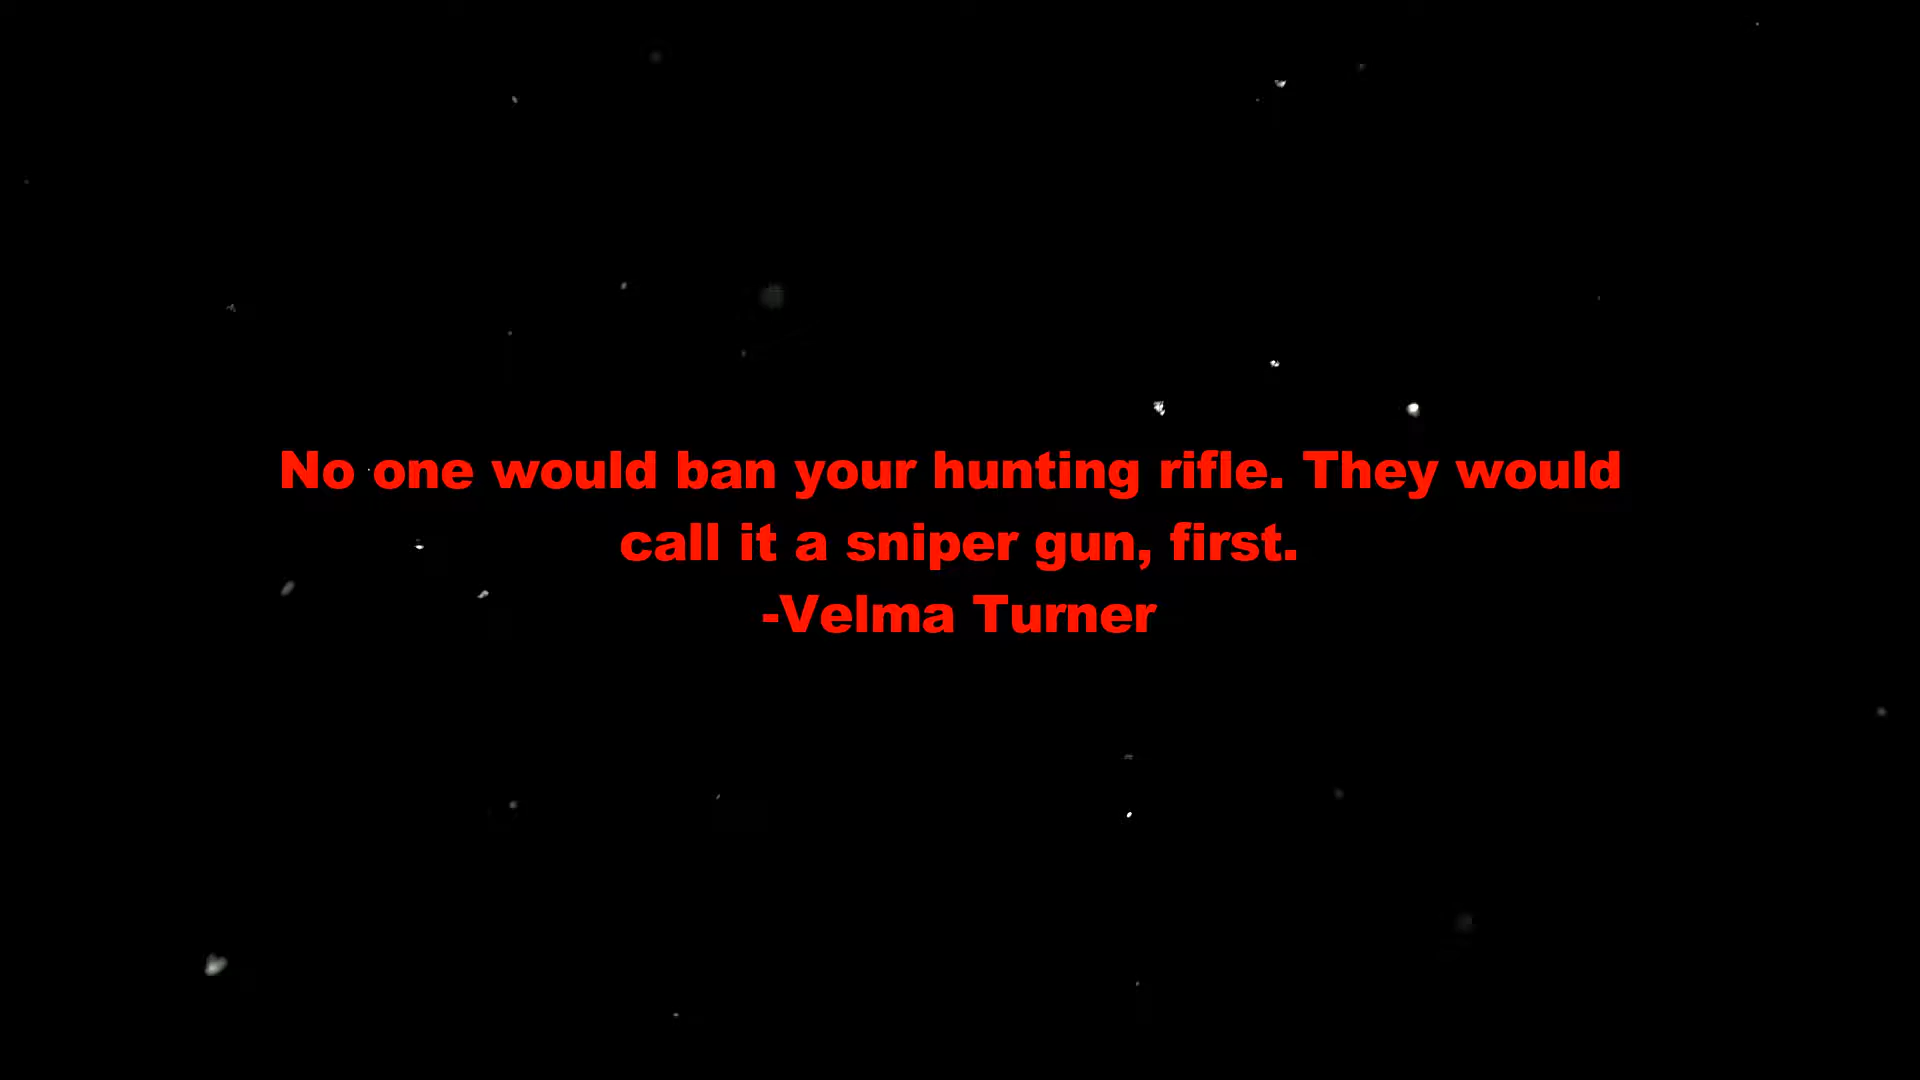 No one would ban your hunting rifle. They would
call it a sniper gun, first.
-Velma Turner